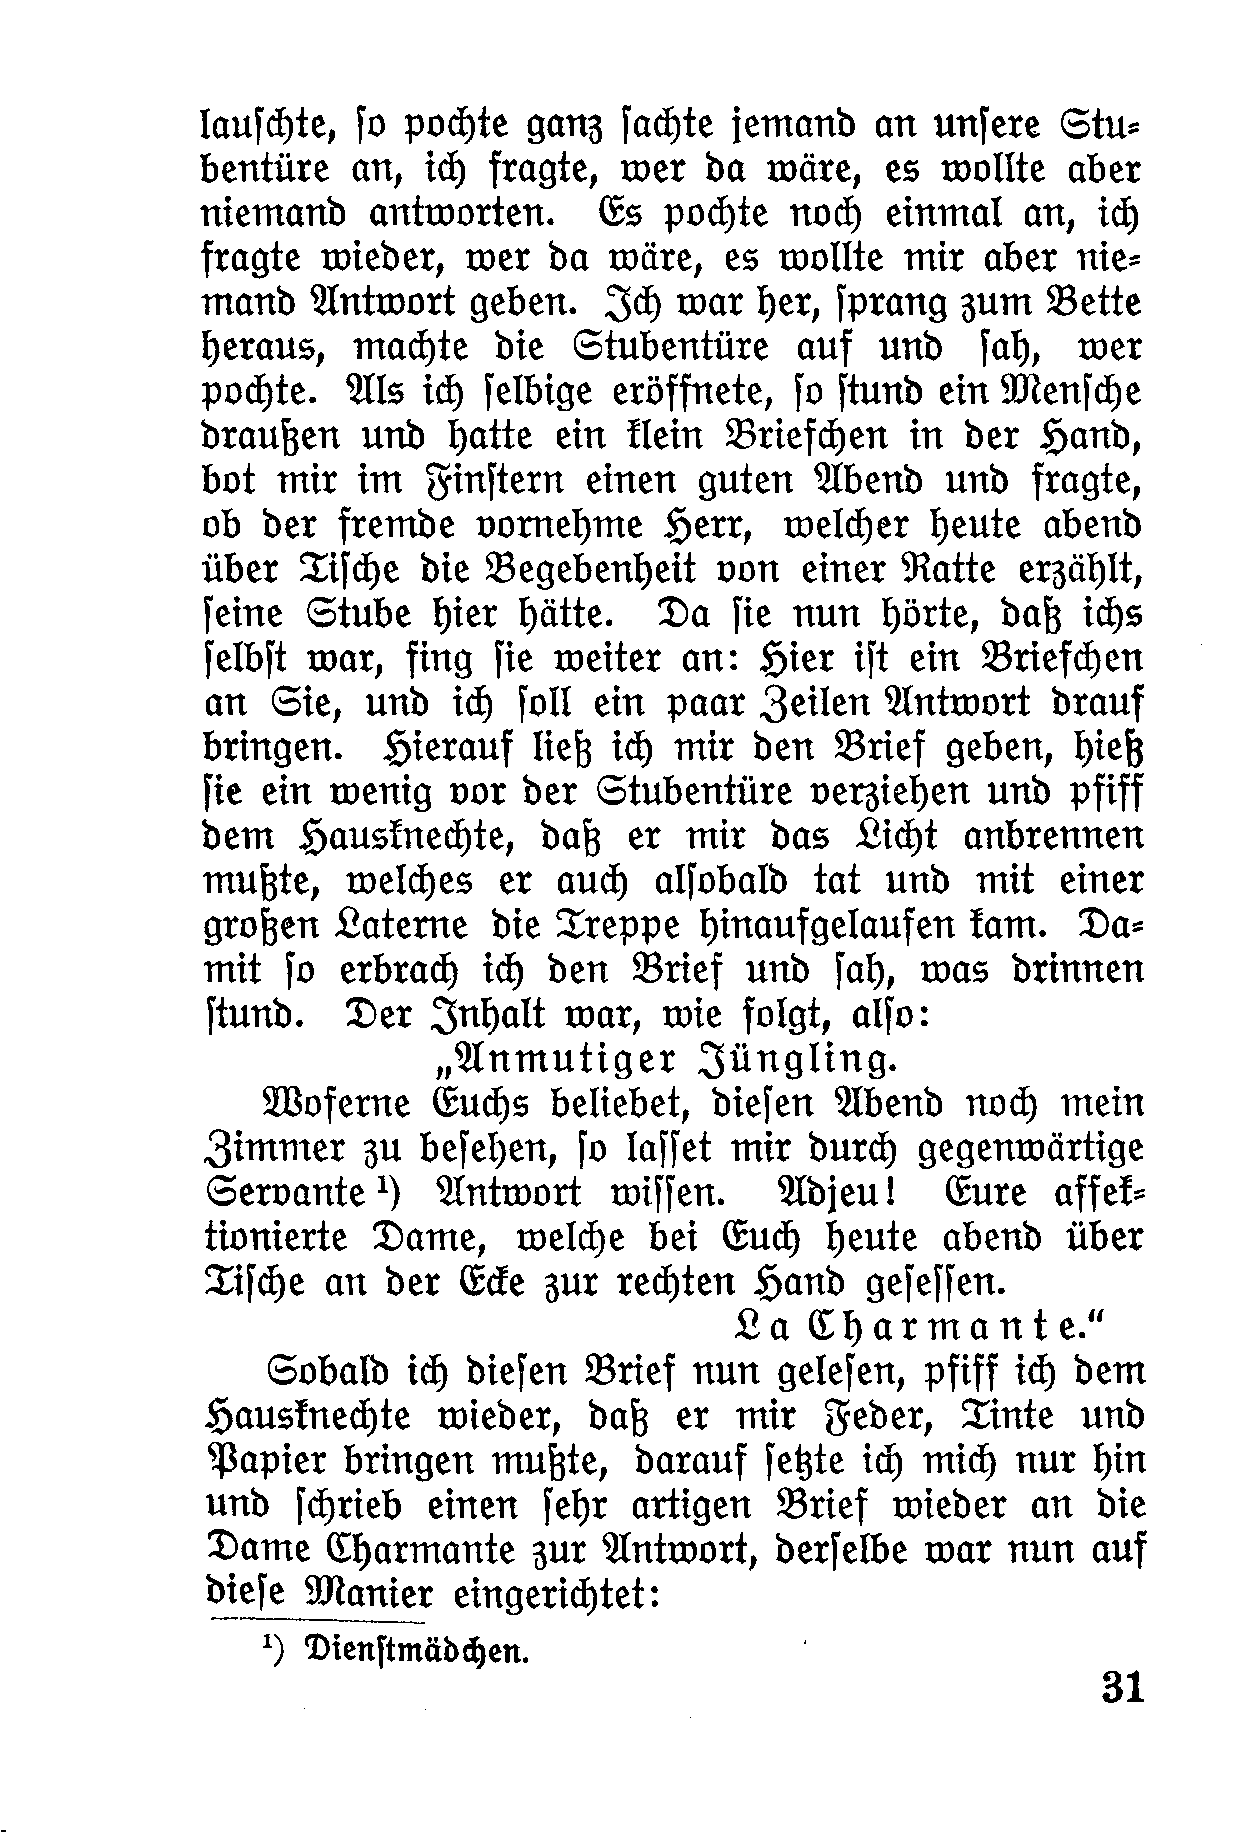 lauſchte, ſo pochte ganz ſachte jemand an unſere Stu-
bentüre an, ich fragte, wer da wäre, es wollte aber
niemand antworten. Es pochte noch einmal an, ich
fragte wieder, wer da wäre, es wollte mir aber nie-
mand Antwort geben. Ich war her, ſprang zum Bette
heraus, machte die Stubentüre auf und ſah, wer
pochte. Als ich ſelbige eröffnete, ſo ſtund ein Menſche
draußen und hatte ein klein Briefchen in der Hand,
bot mir im Finſtern einen guten Abend und fragte,
ob der fremde vornehme Herr, welcher heute abend
über Tiſche die Begebenheit von einer Ratte erzählt,
ſeine Stube hier hätte. Da ſie nun hörte, daß ichs
ſelbſt war, fing ſie weiter an: Hier iſt ein Briefchen
an Sie, und ich ſoll ein paar Zeilen Antwort drauf
bringen. Hierauf ließ ich mir den Brief geben, hieß
ſie ein wenig vor der Stubentüre verziehen und pfiff
dem Hausknechte, daß er mir das Licht anbrennen
mußte, welches er auch alſobald tat und mit einer
großen Laterne die Treppe hinaufgelaufen kam. Da-
mit ſo erbrach ich den Brief und ſah, was drinnen
ſtund. Der Inhalt war, wie folgt, alſo:
„Anmutiger Jüngling.
Woferne Euchs beliebet, dieſen Abend noch mein
Zimmer zu beſehen, ſo laſſet mir durch gegenwärtige
Servante ¹) Antwort wiſſen. Adjeu! Eure affek-
tionierte Dame, welche bei Euch heute abend über
Tiſche an der Ecke zur rechten Hand geſeſſen.
La Charmante.“
Sobald ich dieſen Brief nun geleſen, pfiff ich dem
Hausknechte wieder, daß er mir Feder, Tinte und
Papier bringen mußte, darauf ſetzte ich mich nur hin
und ſchrieb einen ſehr artigen Brief wieder an die
Dame Charmante zur Antwort, derſelbe war nun auf
dieſe Manier eingerichtet:
¹) Dienſtmädchen.
31